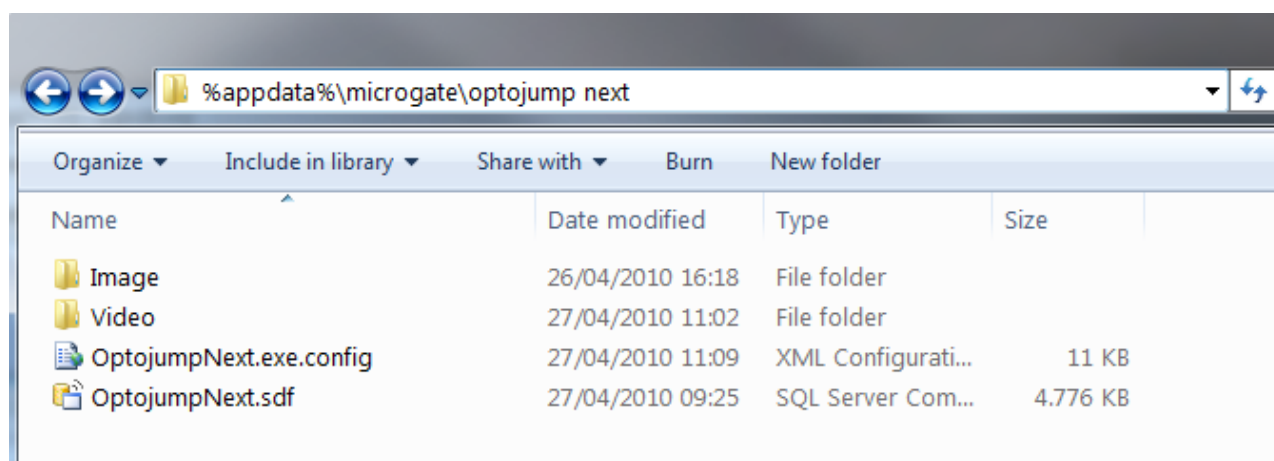 %appdata%\microgate\optojump next
Organize Include in library Share with Burn New folder
Name Date modified Type Size
Image 26/04/2010 16:18 File folder
Video 27/04/2010 11:02 File folder
OptojumpNext.exe.config 27/04/2010 11:09 XML Configurati... 11 KB
OptojumpNext.sdf 27/04/2010 09:25 SQL Server Com... 4.776 KB